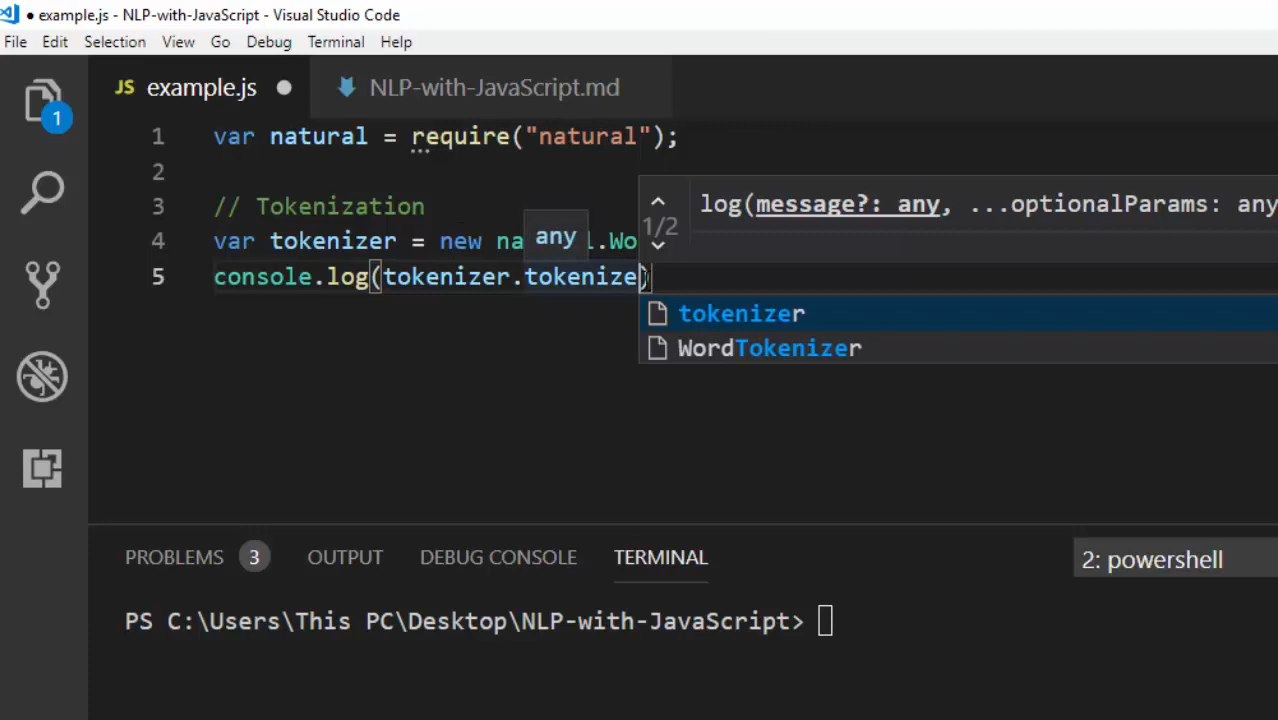 ● example.js - NLP-with-JavaScript - Visual Studio Code
File Edit Selection View Go Debug Terminal Help
1
JS example.js ● NLP-with-JavaScript.md
1 var natural = require("natural");
2
3 // Tokenization
log(message?: any, ...optionalParams: any
1/2
any
4 var tokenizer = new na l.Wo
5 console.log(tokenizer.tokenize)
tokenizer
WordTokenizer
PROBLEMS 3 OUTPUT DEBUG CONSOLE TERMINAL 2: powershell
PS C:\Users\This PC\Desktop\NLP-with-JavaScript>